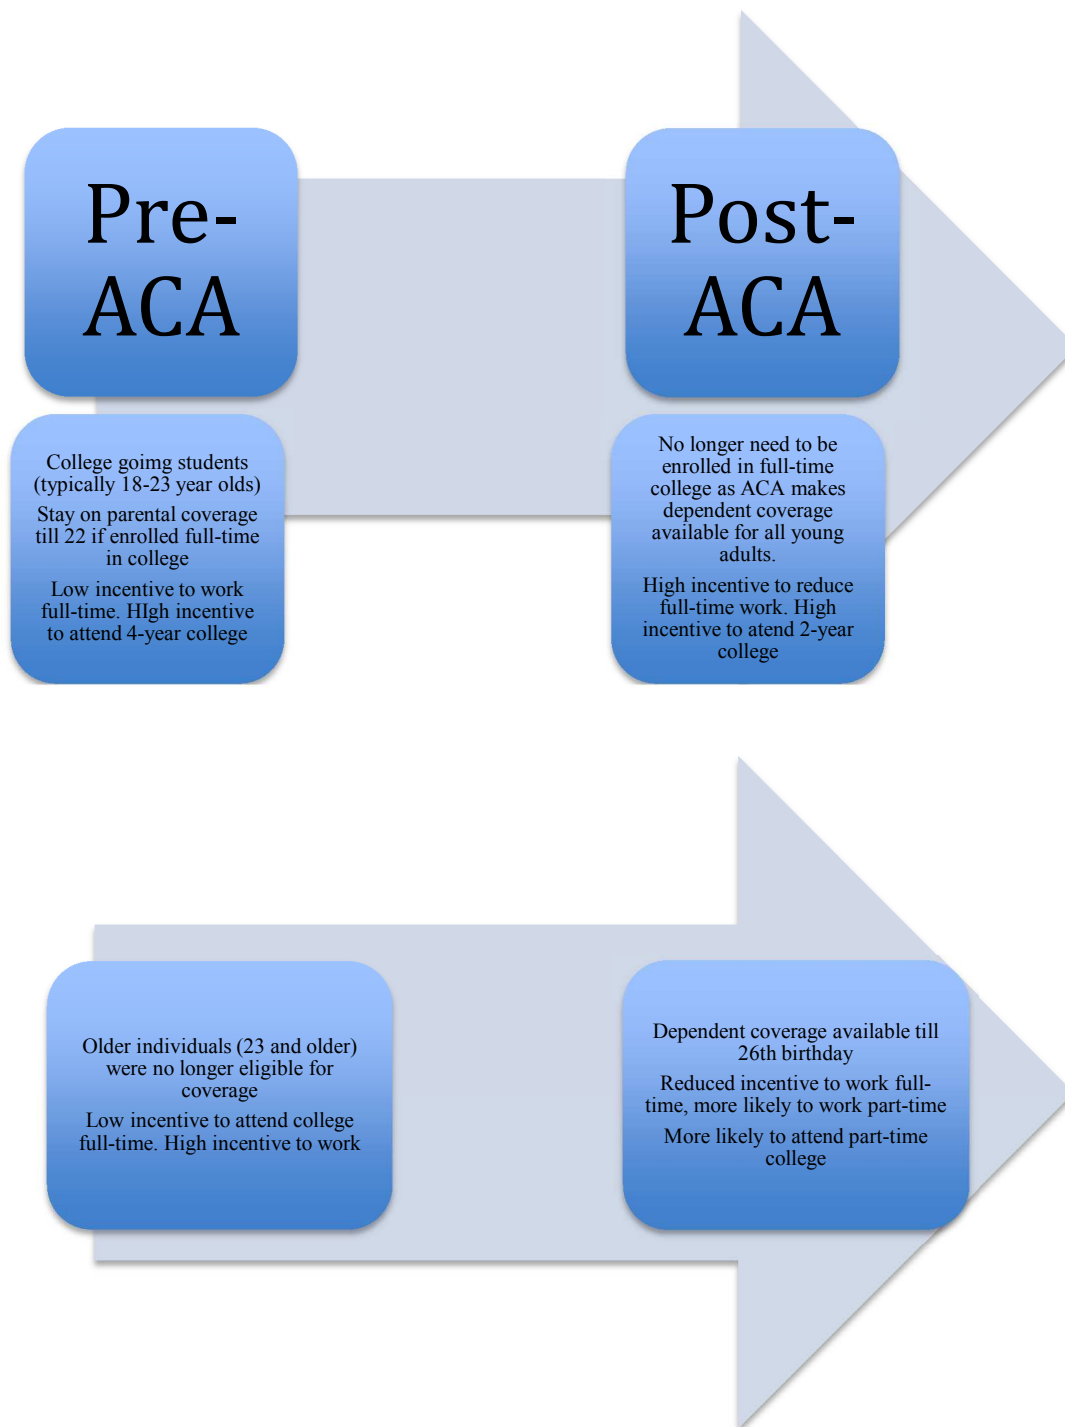 Pre-
ACA
Post-
ACA
College goimg students
(typically 18-23 year olds)
Stay on parental coverage
till 22 if enrolled full-time
in college
Low incentive to work
full-time. HIgh incentive
to attend 4-year college
No longer need to be
enrolled in full-time
college as ACA makes
dependent coverage
available for all young
adults.
High incentive to reduce
full-time work. High
incentive to atend 2-year
college
Older individuals (23 and older)
were no longer eligible for
coverage
Low incentive to attend college
full-time. High incentive to work
Dependent coverage available till
26th birthday
Reduced incentive to work full-
time, more likely to work part-time
More likely to attend part-time
college